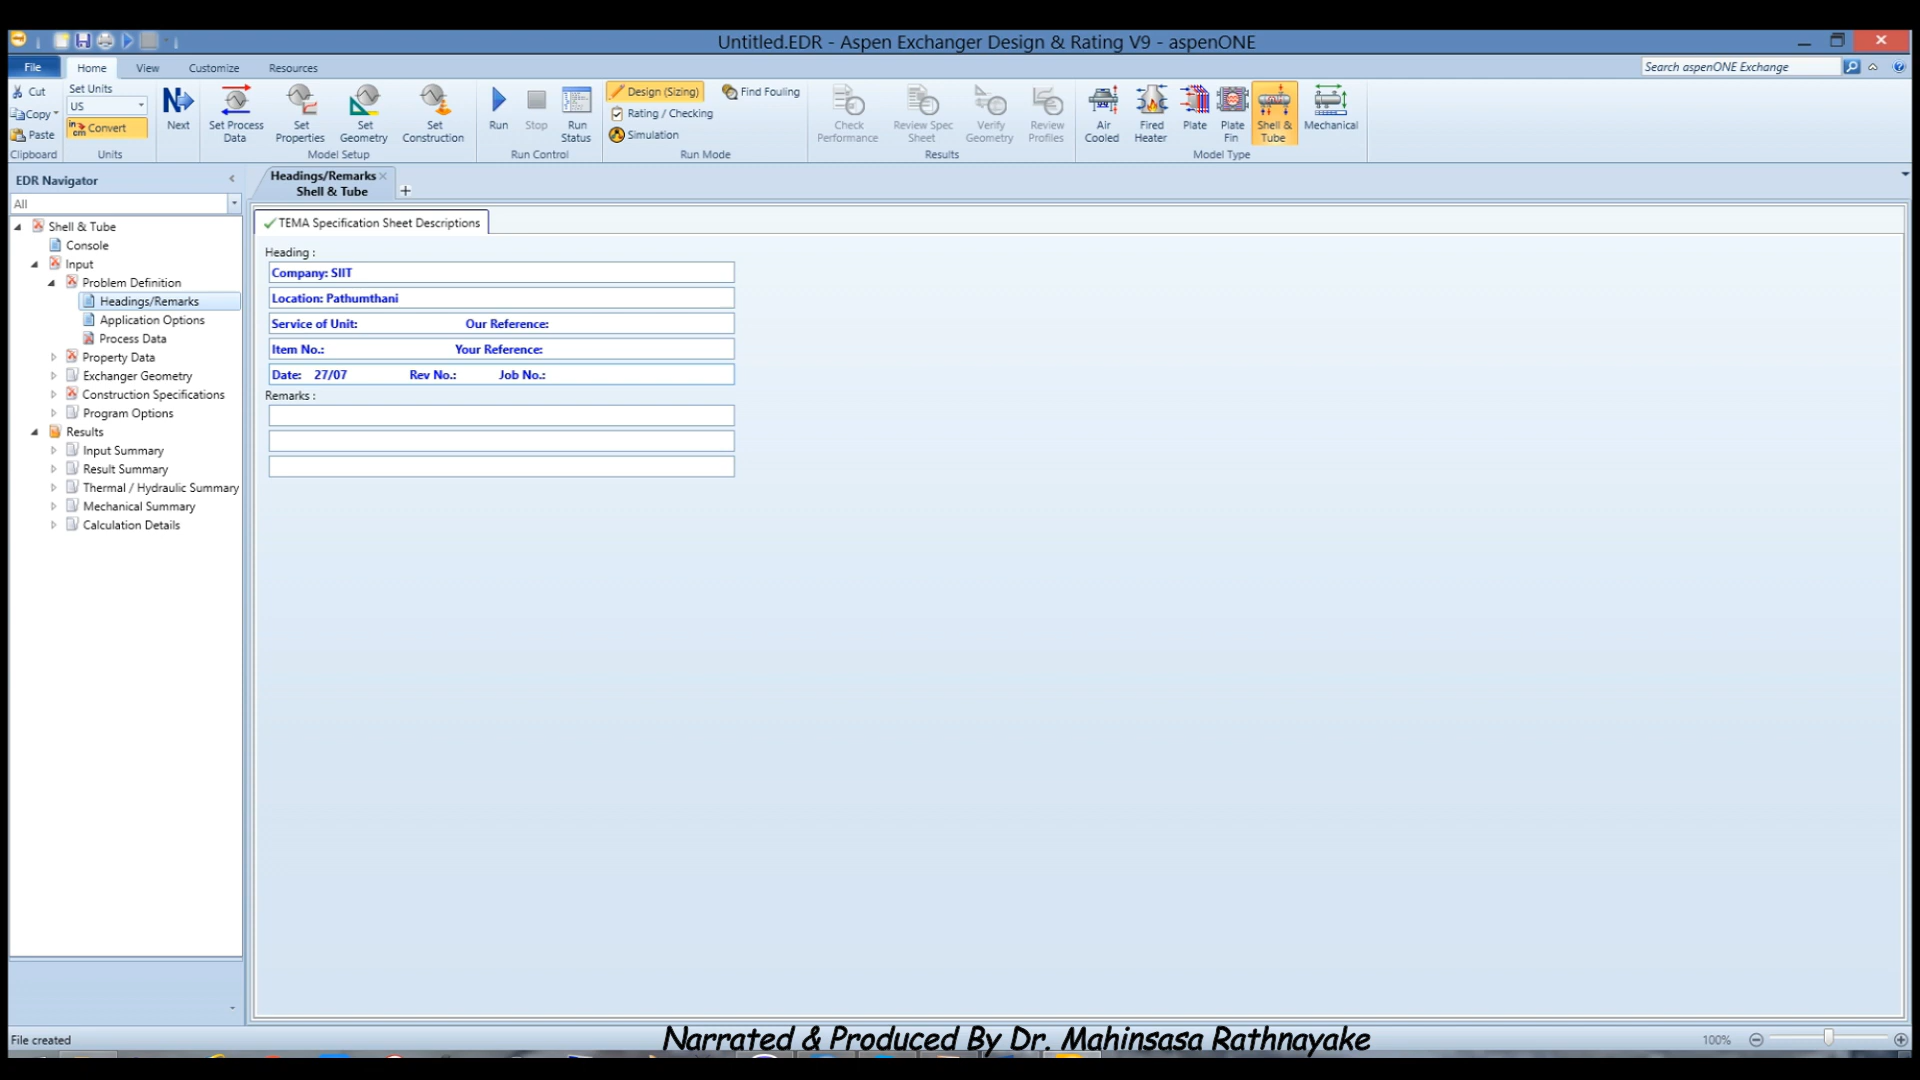 Untitled.EDR - Aspen Exchanger Design & Rating V9 - aspenONE
File Home View Customize Resources
Search aspenONE Exchange
Cut
Copy
Paste
Clipboard
Set Units
US
Convert
Units
Next
Set Process Data
Set Properties
Set Geometry
Set Construction
Model Setup
Run
Stop
Run Status
Run Control
Design (Sizing)
Rating / Checking
Simulation
Find Fouling
Run Mode
Check Performance
Review Spec Sheet
Verify Geometry
Review Profiles
Results
Air Cooled
Fired Heater
Plate
Plate Fin
Shell & Tube
Mechanical
Model Type
EDR Navigator
All
Shell & Tube
Console
Input
Problem Definition
Headings/Remarks
Application Options
Process Data
Property Data
Exchanger Geometry
Construction Specifications
Program Options
Results
Input Summary
Result Summary
Thermal / Hydraulic Summary
Mechanical Summary
Calculation Details
Headings/Remarks
Shell & Tube
TEMA Specification Sheet Descriptions
Heading :
Company: SIIT
Location: Pathumthani
Service of Unit: Our Reference:
Item No.: Your Reference:
Date: 27/07 Rev No.: Job No.:
Remarks :
File created
Narrated & Produced By Dr. Mahinsasa Rathnayake
100%